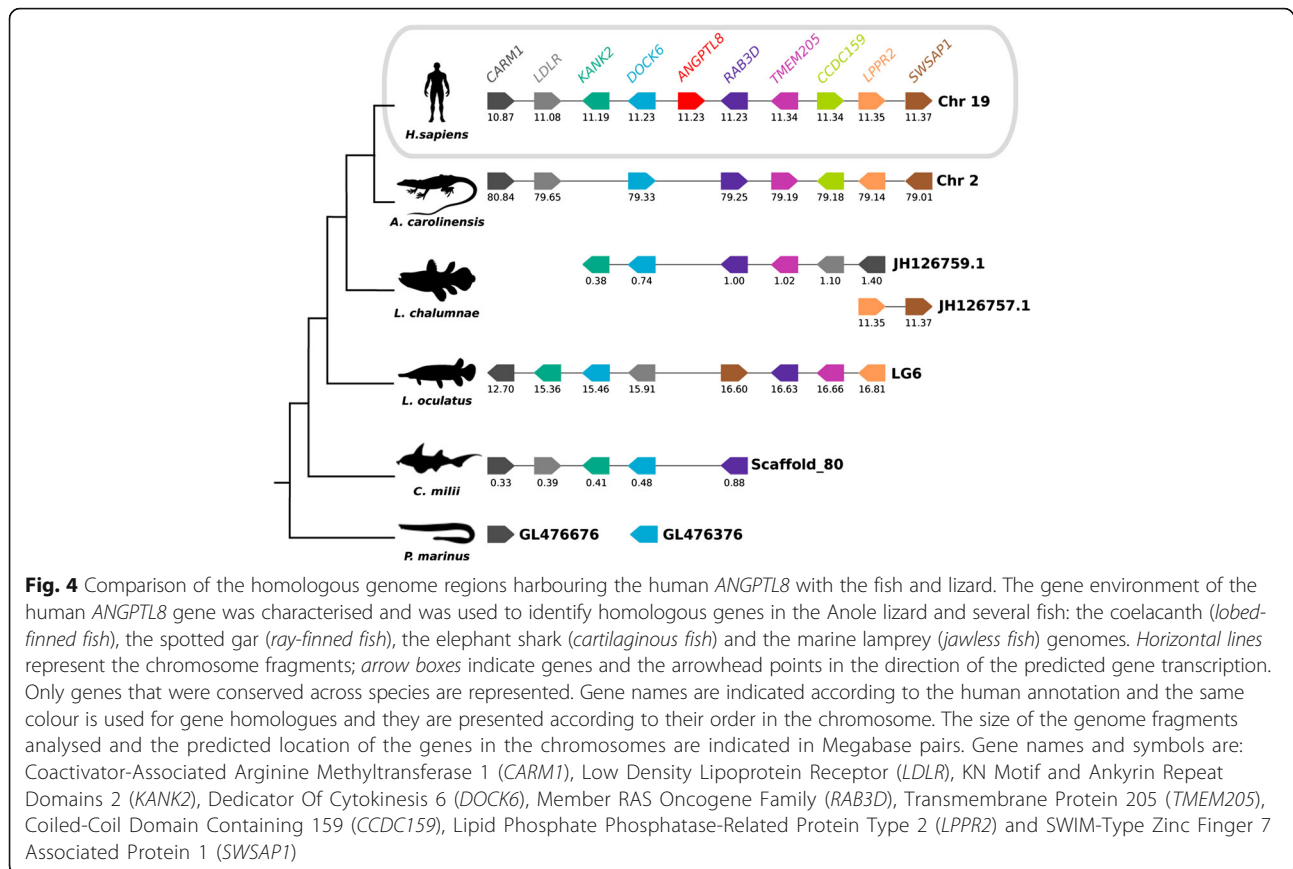 CARM1 LDLR KANK2 DOCK6 ANGPTL8 RAB3D TMEM205 CCDC159 LPPR2 SWSAP1
Chr 19
10.87 11.08 11.19 11.23 11.23 11.23 11.34 11.34 11.35 11.37
H.sapiens
Chr 2
80.84 79.65 79.33 79.25 79.19 79.18 79.14 79.01
A. carolinensis
JH126759.1
0.38 0.74 1.00 1.02 1.10 1.40
L. chalumnae
JH126757.1
11.35 11.37
LG6
12.70 15.36 15.46 15.91 16.60 16.63 16.66 16.81
L. oculatus
Scaffold_80
0.33 0.39 0.41 0.48 0.88
C. milii
GL476676 GL476376
P. marinus
Fig. 4 Comparison of the homologous genome regions harbouring the human ANGPTL8 with the fish and lizard. The gene environment of the
human ANGPTL8 gene was characterised and was used to identify homologous genes in the Anole lizard and several fish: the coelacanth (lobed-
finned fish), the spotted gar (ray-finned fish), the elephant shark (cartilaginous fish) and the marine lamprey (jawless fish) genomes. Horizontal lines
represent the chromosome fragments; arrow boxes indicate genes and the arrowhead points in the direction of the predicted gene transcription.
Only genes that were conserved across species are represented. Gene names are indicated according to the human annotation and the same
colour is used for gene homologues and they are presented according to their order in the chromosome. The size of the genome fragments
analysed and the predicted location of the genes in the chromosomes are indicated in Megabase pairs. Gene names and symbols are:
Coactivator-Associated Arginine Methyltransferase 1 (CARM1), Low Density Lipoprotein Receptor (LDLR), KN Motif and Ankyrin Repeat
Domains 2 (KANK2), Dedicator Of Cytokinesis 6 (DOCK6), Member RAS Oncogene Family (RAB3D), Transmembrane Protein 205 (TMEM205),
Coiled-Coil Domain Containing 159 (CCDC159), Lipid Phosphate Phosphatase-Related Protein Type 2 (LPPR2) and SWIM-Type Zinc Finger 7
Associated Protein 1 (SWSAP1)